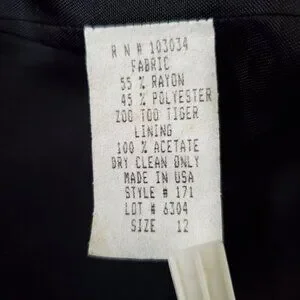 R N # 103034
FABRIC
55 % RAYON
45 % POLYESTER
ZOO TOO TIGER
LINING
100 % ACETATE
DRY CLEAN ONLY
MADE IN USA
STYLE # 171
LOT # 6304
SIZE 12